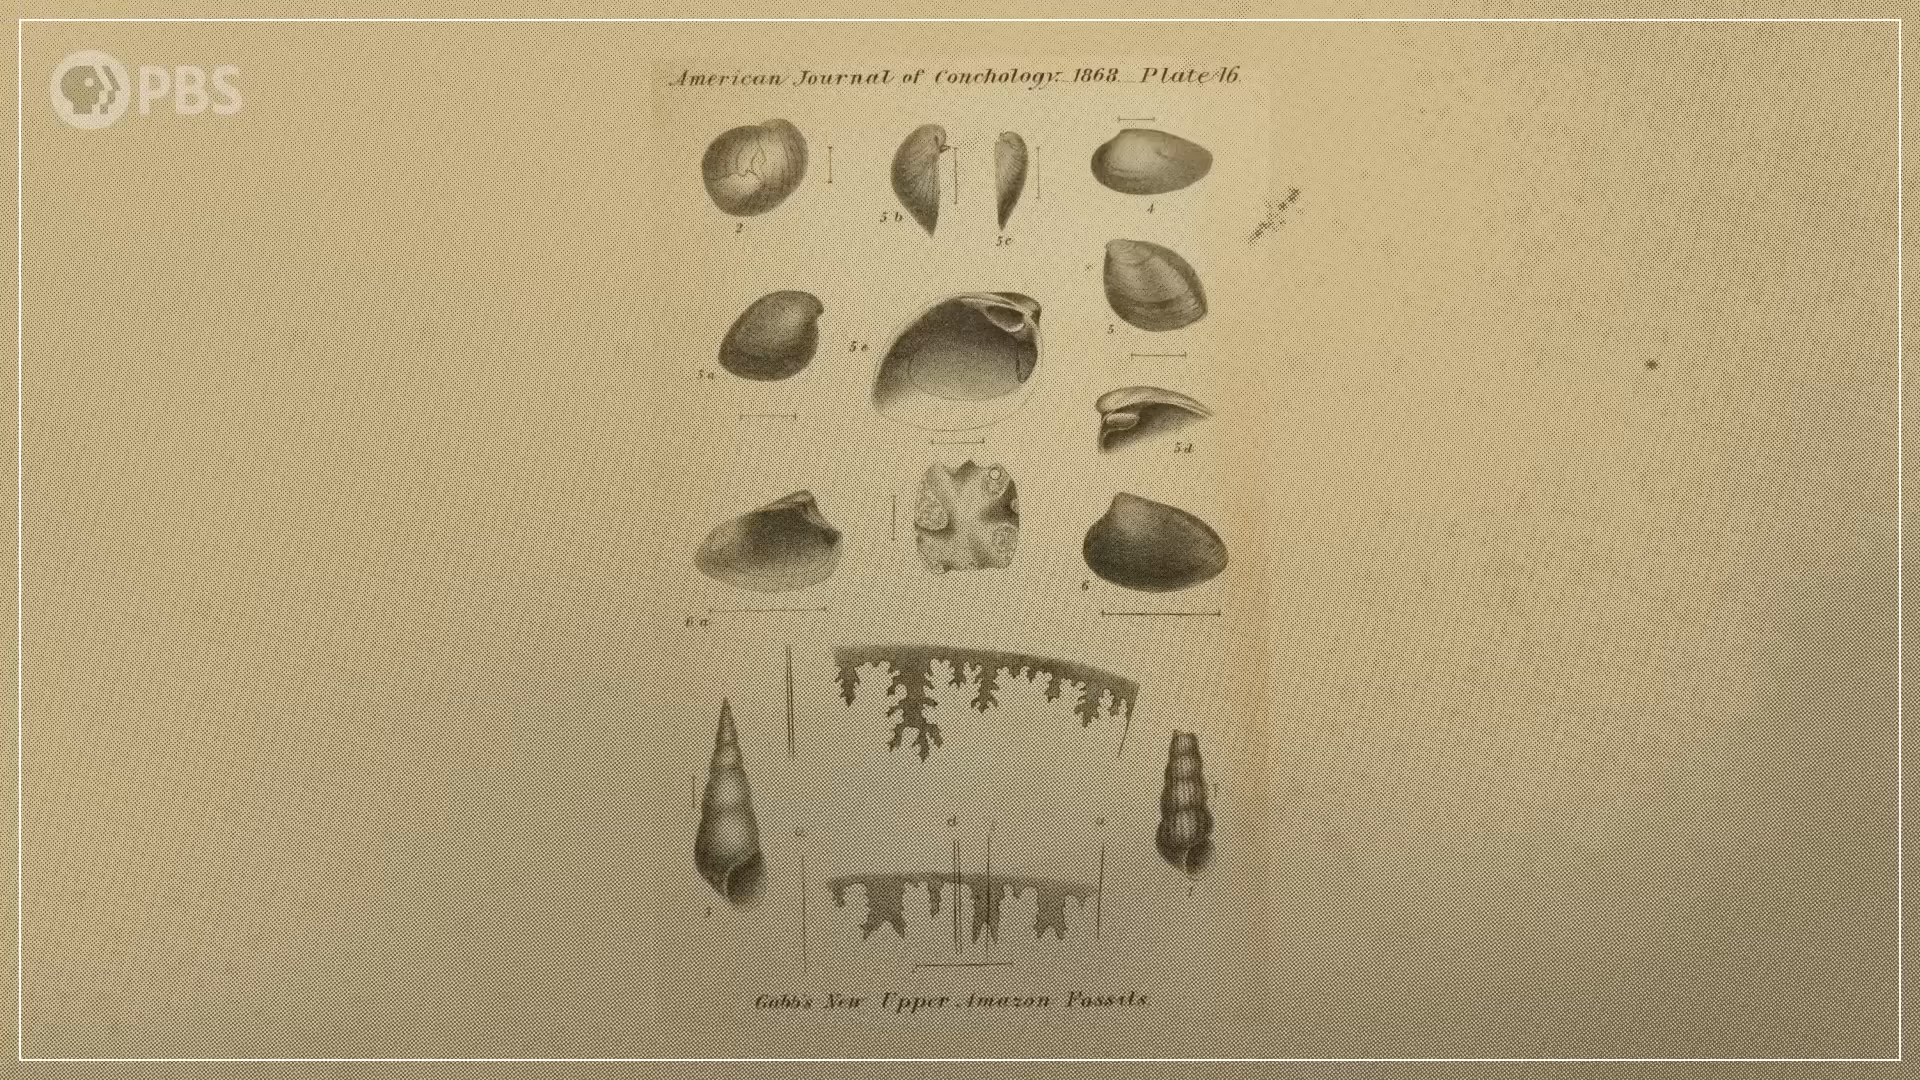 PBS
American Journal of Conchology. 1868. Plate 16.
2
5 b
5 c
4
5 a
5 e
5
5 d
6 a
6
3
a
d
a
1
Gabb's New Upper Amazon Fossils